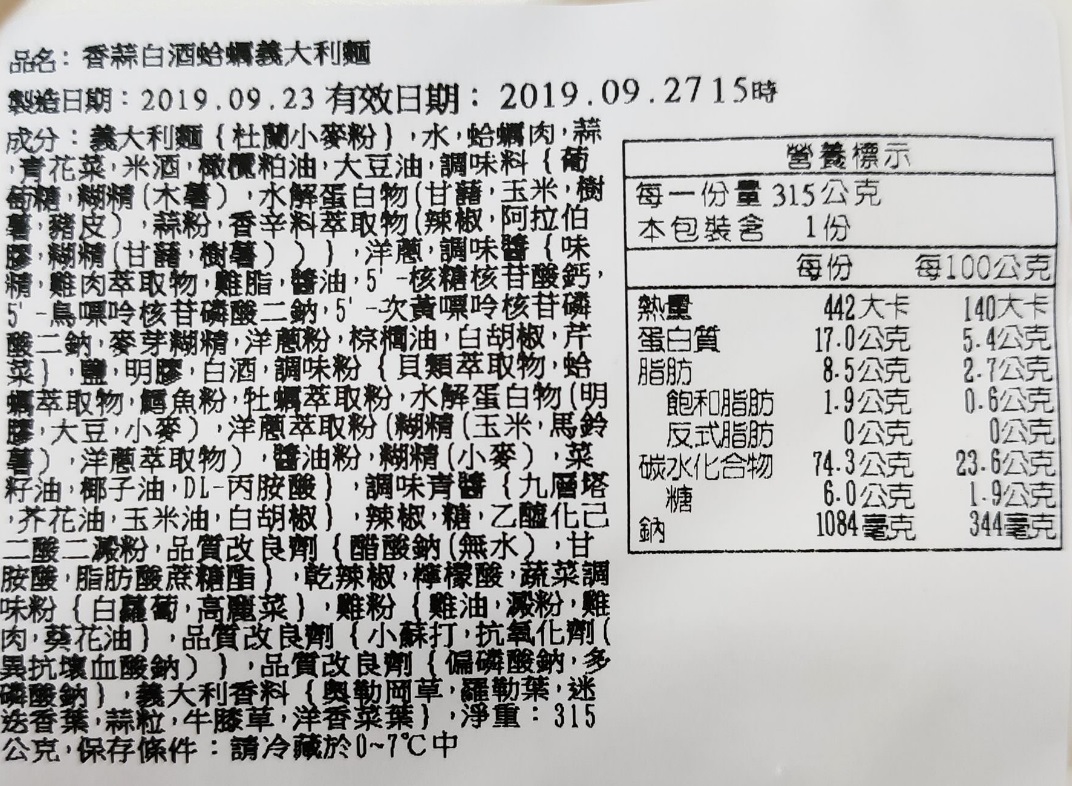 品名：香蒜白酒蛤蠣義大利麵
製造日期：2019.09.23 有效日期：2019.09.27 15時
成分：義大利麵｛杜蘭小麥粉｝,水,蛤蠣肉,蒜
,青花菜,米酒,橄欖粕油,大豆油,調味料｛葡
萄糖,糊精(木薯),水解蛋白物(甘藷,玉米,樹
薯,豬皮),蒜粉,香辛料萃取物(辣椒,阿拉伯
膠,糊精(甘藷,樹薯))｝,洋蔥,調味醬｛味
精,雞肉萃取物,雞脂,醬油,5'-核糖核苷酸鈣,
5'-鳥嘌呤核苷磷酸二鈉,5'-次黃嘌呤核苷磷
酸二鈉,麥芽糊精,洋蔥粉,棕櫚油,白胡椒,芹
菜｝,鹽,明膠,白酒,調味粉｛貝類萃取物,蛤
蠣萃取物,鱈魚粉,牡蠣萃取粉,水解蛋白物(明
膠,大豆,小麥),洋蔥萃取粉(糊精(玉米,馬鈴
薯),洋蔥萃取物),醬油粉,糊精(小麥),菜
籽油,椰子油,DL-丙胺酸｝,調味青醬｛九層塔
,芥花油,玉米油,白胡椒｝,辣椒,糖,乙醯化己
二酸二澱粉,品質改良劑｛醋酸鈉(無水),甘
胺酸,脂肪酸蔗糖酯｝,乾辣椒,檸檬酸,蔬菜調
味粉｛白蘿蔔,高麗菜｝,雞粉｛雞油,澱粉,雞
肉,葵花油｝,品質改良劑｛小蘇打,抗氧化劑(
異抗壞血酸鈉)｝,品質改良劑｛偏磷酸鈉,多
磷酸鈉｝,義大利香料｛奧勒岡草,羅勒葉,迷
迭香葉,蒜粒,牛膝草,洋香菜葉｝,淨重：315
公克,保存條件：請冷藏於0~7℃中
營養標示
每一份量 315公克
本包裝含 1份
每份 每100公克
熱量 442大卡 140大卡
蛋白質 17.0公克 5.4公克
脂肪 8.5公克 2.7公克
飽和脂肪 1.9公克 0.6公克
反式脂肪 0公克 0公克
碳水化合物 74.3公克 23.6公克
糖 6.0公克 1.9公克
鈉 1084毫克 344毫克